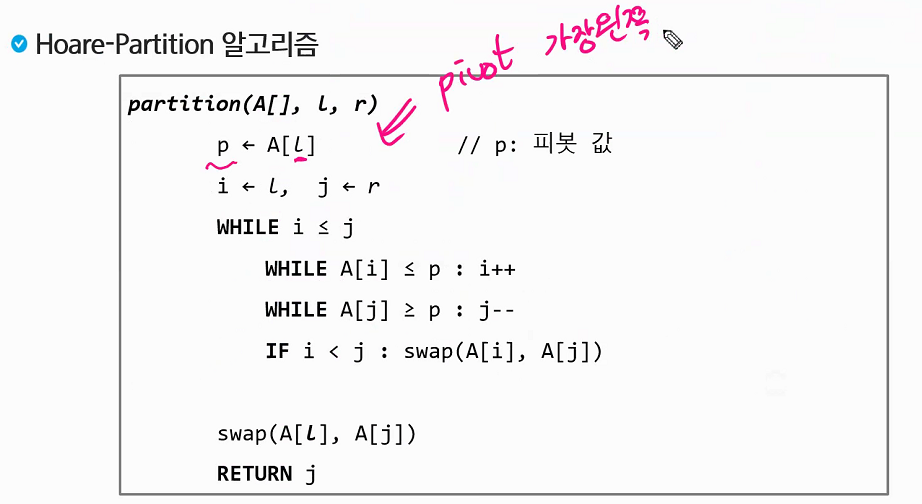 Hoare-Partition 알고리즘
pivot 가장왼쪽
partition(A[], l, r)
p ← A[l] // p: 피봇 값
i ← l, j ← r
WHILE i ≤ j
WHILE A[i] ≤ p : i++
WHILE A[j] ≥ p : j--
IF i < j : swap(A[i], A[j])
swap(A[l], A[j])
RETURN j